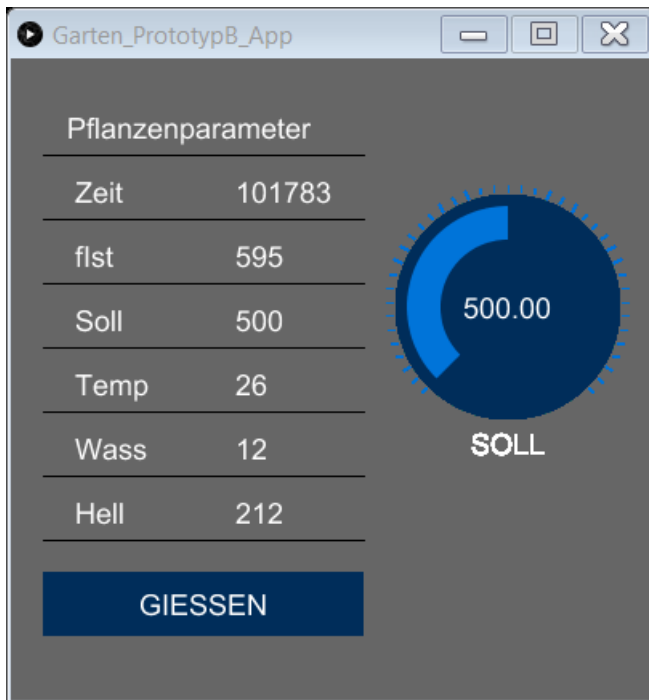 Garten_PrototypB_App
Pflanzenparameter
Zeit 101783
fIst 595
Soll 500
Temp 26
Wass 12
Hell 212
500.00
SOLL
GIESSEN